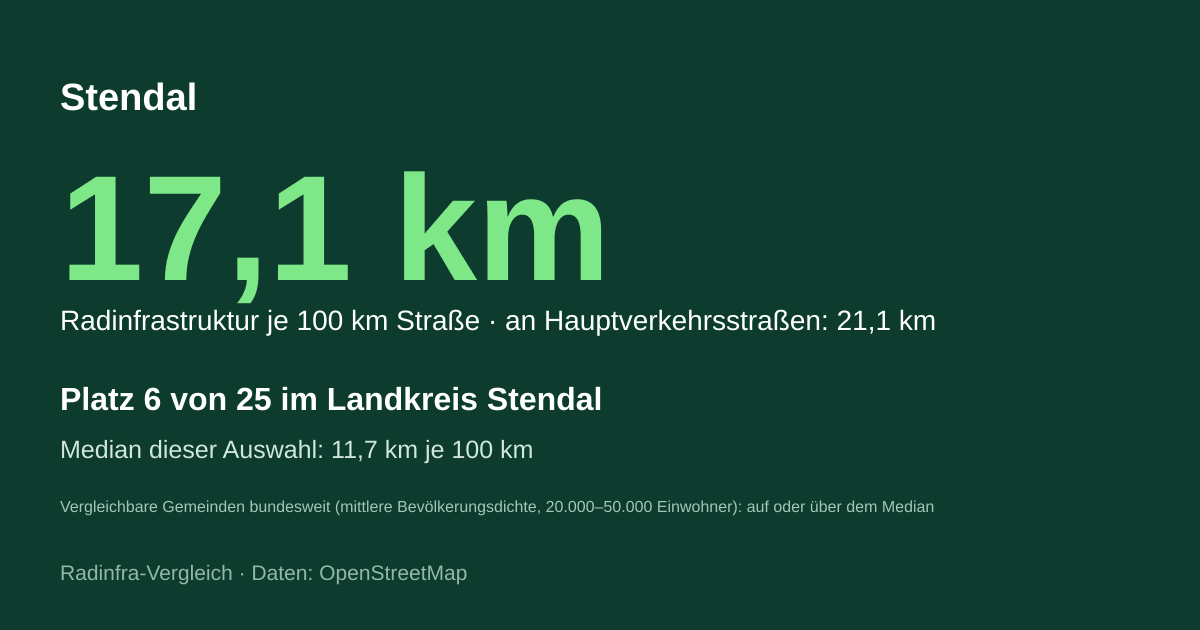 Stendal
17,1 km
Radinfrastruktur je 100 km Straße · an Hauptverkehrsstraßen: 21,1 km
Platz 6 von 25 im Landkreis Stendal
Median dieser Auswahl: 11,7 km je 100 km
Vergleichbare Gemeinden bundesweit (mittlere Bevölkerungsdichte, 20.000–50.000 Einwohner): auf oder über dem Median
Radinfra-Vergleich · Daten: OpenStreetMap